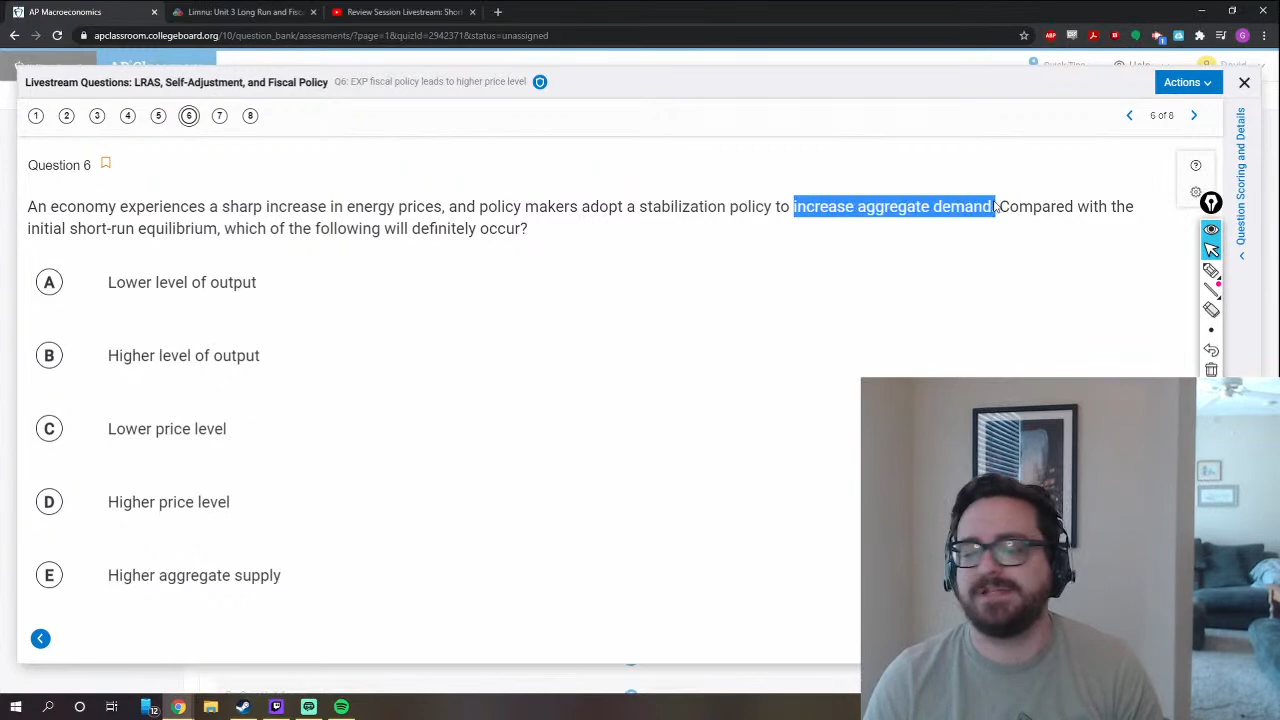 AP Macroeconomics
Limnu: Unit 3 Long Run and Fisc
Review Session Livestream: Short
apclassroom.collegeboard.org/10/question_bank/assessments/?page=1&quizId=2942371&status=unassigned
Livestream Questions: LRAS, Self-Adjustment, and Fiscal Policy
Q6: EXP fiscal policy leads to higher price level
Actions
1 2 3 4 5 6 7 8
6 of 8
Question 6
An economy experiences a sharp increase in energy prices, and policy makers adopt a stabilization policy to increase aggregate demand. Compared with the
initial short-run equilibrium, which of the following will definitely occur?
A Lower level of output
B Higher level of output
C Lower price level
D Higher price level
E Higher aggregate supply
Question Scoring and Details